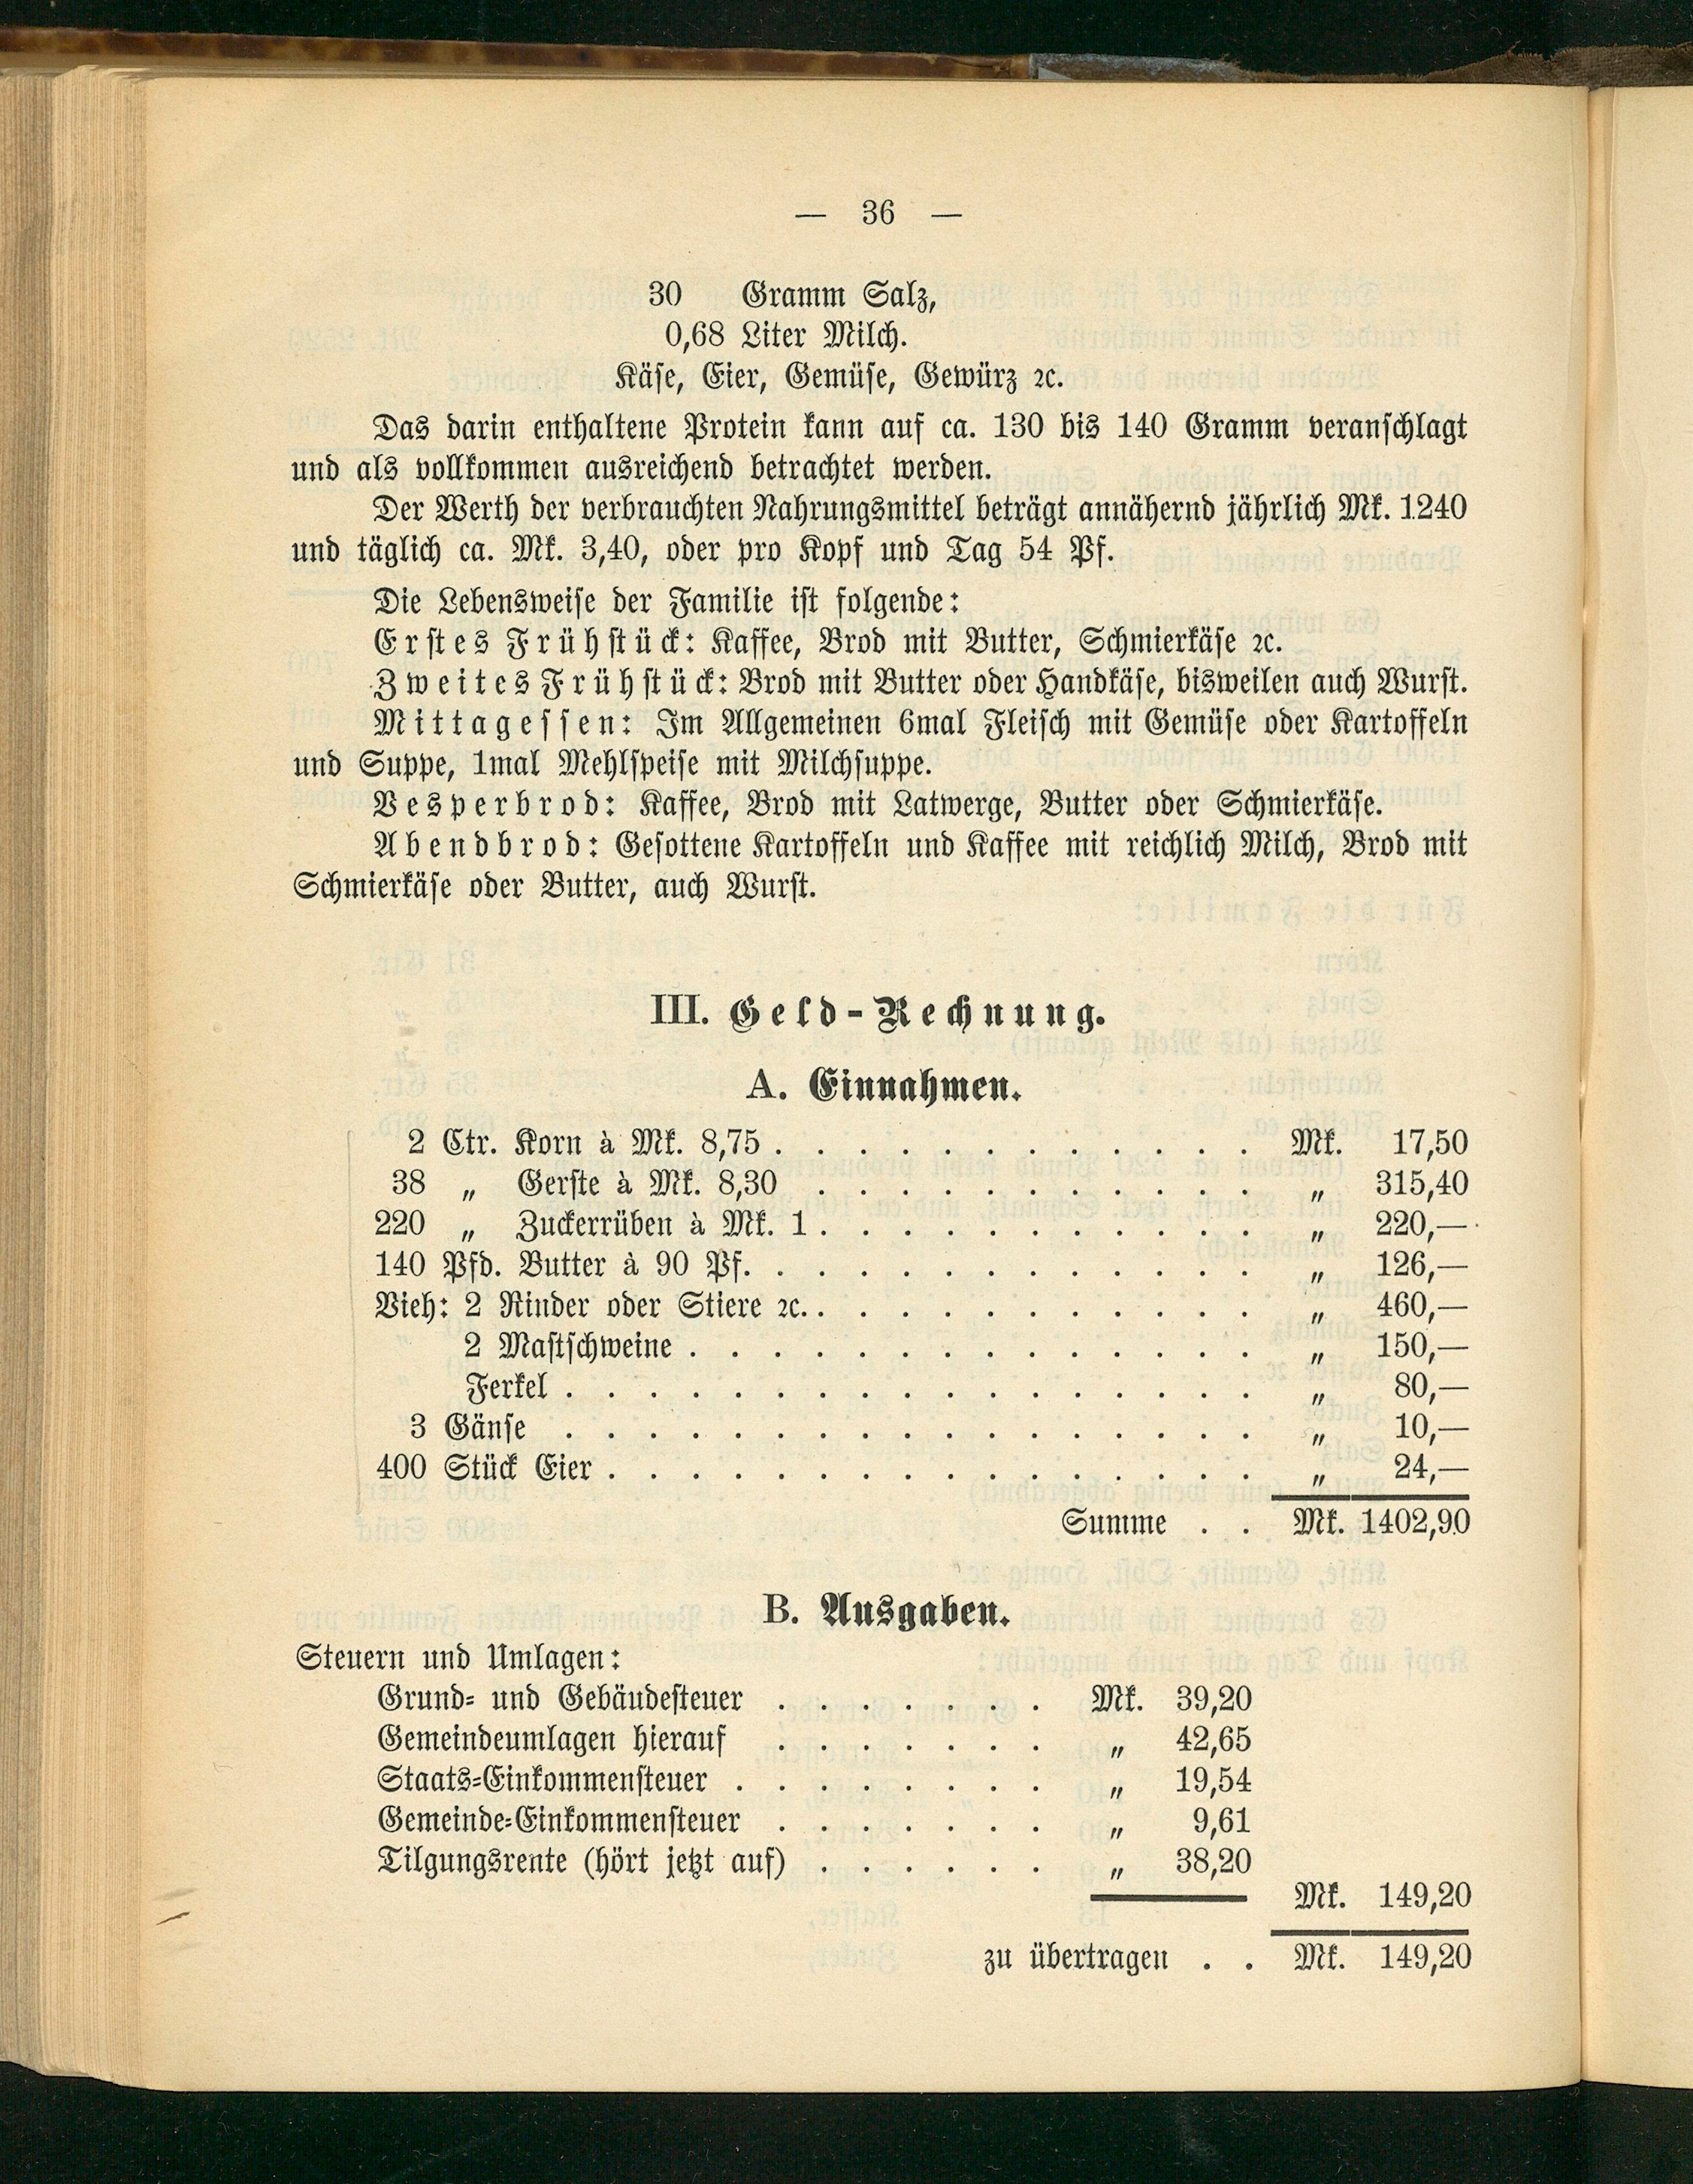 — 36 —
30 Gramm Salz,
0,68 Liter Milch.
Käse, Eier, Gemüse, Gewürz ꝛc.
Das darin enthaltene Protein kann auf ca. 130 bis 140 Gramm veranschlagt
und als vollkommen ausreichend betrachtet werden.
Der Werth der verbrauchten Nahrungsmittel beträgt annähernd jährlich Mk. 1240
und täglich ca. Mk. 3,40, oder pro Kopf und Tag 54 Pf.
Die Lebensweise der Familie ist folgende:
Erstes Frühstück: Kaffee, Brod mit Butter, Schmierkäse ꝛc.
Zweites Frühstück: Brod mit Butter oder Handkäse, bisweilen auch Wurst.
Mittagessen: Im Allgemeinen 6mal Fleisch mit Gemüse oder Kartoffeln
und Suppe, 1mal Mehlspeise mit Milchsuppe.
Vesperbrod: Kaffee, Brod mit Latwerge, Butter oder Schmierkäse.
Abendbrod: Gesottene Kartoffeln und Kaffee mit reichlich Milch, Brod mit
Schmierkäse oder Butter, auch Wurst.
III. Geld-Rechnung.
A. Einnahmen.
2 Ctr. Korn à Mk. 8,75 . . . . . . . . . . . . Mk. 17,50
38 „ Gerste à Mk. 8,30 . . . . . . . . . . . „ 315,40
220 „ Zuckerrüben à Mk. 1 . . . . . . . . . . . „ 220,—
140 Pfd. Butter à 90 Pf. . . . . . . . . . . . . „ 126,—
Vieh: 2 Rinder oder Stiere ꝛc. . . . . . . . . . . . „ 460,—
2 Mastschweine . . . . . . . . . . . . . . „ 150,—
Ferkel . . . . . . . . . . . . . . . . . „ 80,—
3 Gänse . . . . . . . . . . . . . . . . . „ 10,—
400 Stück Eier . . . . . . . . . . . . . . . . „ 24,—
Summe . . Mk. 1402,90
B. Ausgaben.
Steuern und Umlagen:
Grund- und Gebäudesteuer . . . . . . . Mk. 39,20
Gemeindeumlagen hierauf . . . . . . . „ 42,65
Staats-Einkommensteuer . . . . . . . . „ 19,54
Gemeinde-Einkommensteuer . . . . . . . „ 9,61
Tilgungsrente (hört jetzt auf) . . . . . . „ 38,20
Mk. 149,20
zu übertragen . . Mk. 149,20